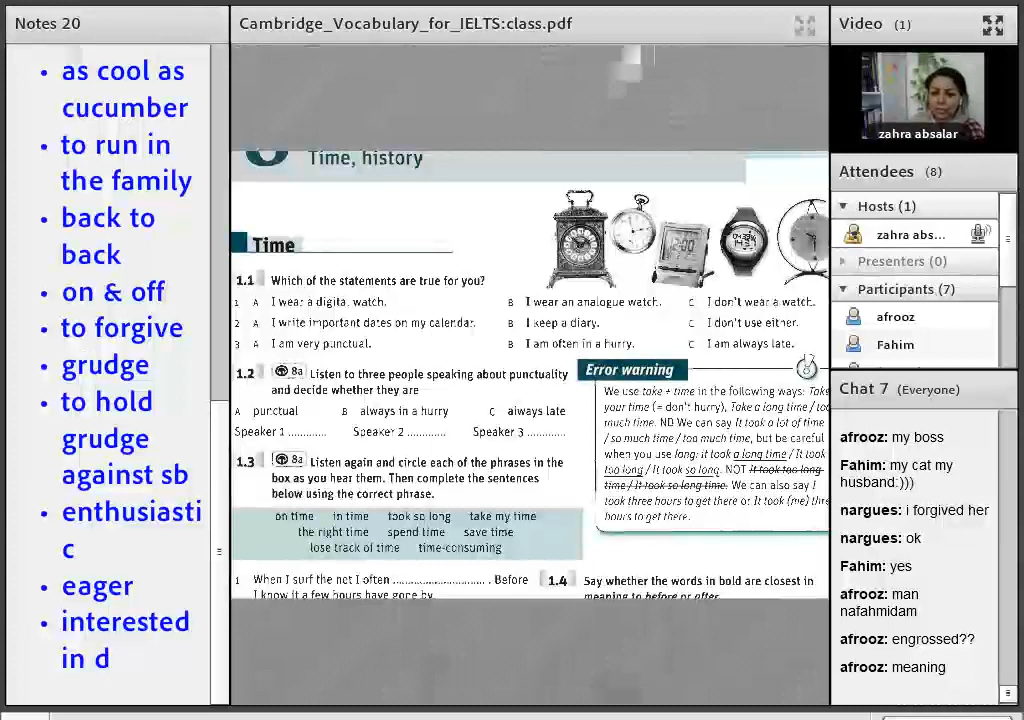 Notes 20
• as cool as
cucumber
• to run in
the family
• back to
back
• on & off
• to forgive
• grudge
• to hold
grudge
against sb
• enthusiasti
c
• eager
• interested
in d
Cambridge_Vocabulary_for_IELTS:class.pdf
Time, history
Time
1.1 Which of the statements are true for you?
1 A I wear a digital watch. B I wear an analogue watch. C I don't wear a watch.
2 A I write important dates on my calendar. B I keep a diary. C I don't use either.
3 A I am very punctual. B I am often in a hurry. C I am always late.
1.2 8a Listen to three people speaking about punctuality
and decide whether they are
A punctual B always in a hurry C always late
Speaker 1 ............ Speaker 2 ............ Speaker 3 ............
1.3 8a Listen again and circle each of the phrases in the
box as you hear them. Then complete the sentences
below using the correct phrase.
on time in time took so long take my time
the right time spend time save time
lose track of time time-consuming
1 When I surf the net I often ............................ . Before
I know it a few hours have gone by.
Error warning
We use take + time in the following ways: Take
your time (= don't hurry), Take a long time / too
much time. NB We can say It took a lot of time
/ so much time / too much time, but be careful
when you use long: it took a long time / It took
too long / It took so long. NOT It took too long
time / It took so long time. We can also say I
took three hours to get there or It took (me) thre
hours to get there.
1.4 Say whether the words in bold are closest in
meaning to before or after.
Video (1)
zahra absalar
Attendees (8)
Hosts (1)
zahra abs...
Presenters (0)
Participants (7)
afrooz
Fahim
Chat 7 (Everyone)
afrooz: my boss
Fahim: my cat my
husband:)))
nargues: i forgived her
nargues: ok
Fahim: yes
afrooz: man
nafahmidam
afrooz: engrossed??
afrooz: meaning